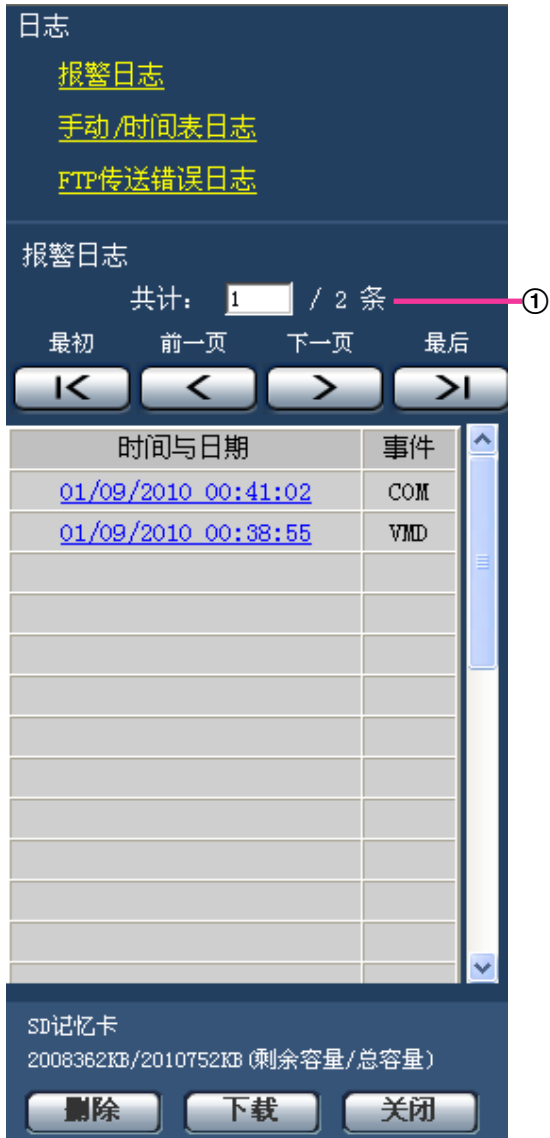 日志
报警日志
手动/时间表日志
FTP传送错误日志
报警日志
共计： 1 / 2 条 ①
最初 前一页 下一页 最后
时间与日期 事件
01/09/2010 00:41:02 COM
01/09/2010 00:38:55 VMD
SD记忆卡
2008362KB/2010752KB(剩余容量/总容量)
删除 下载 关闭